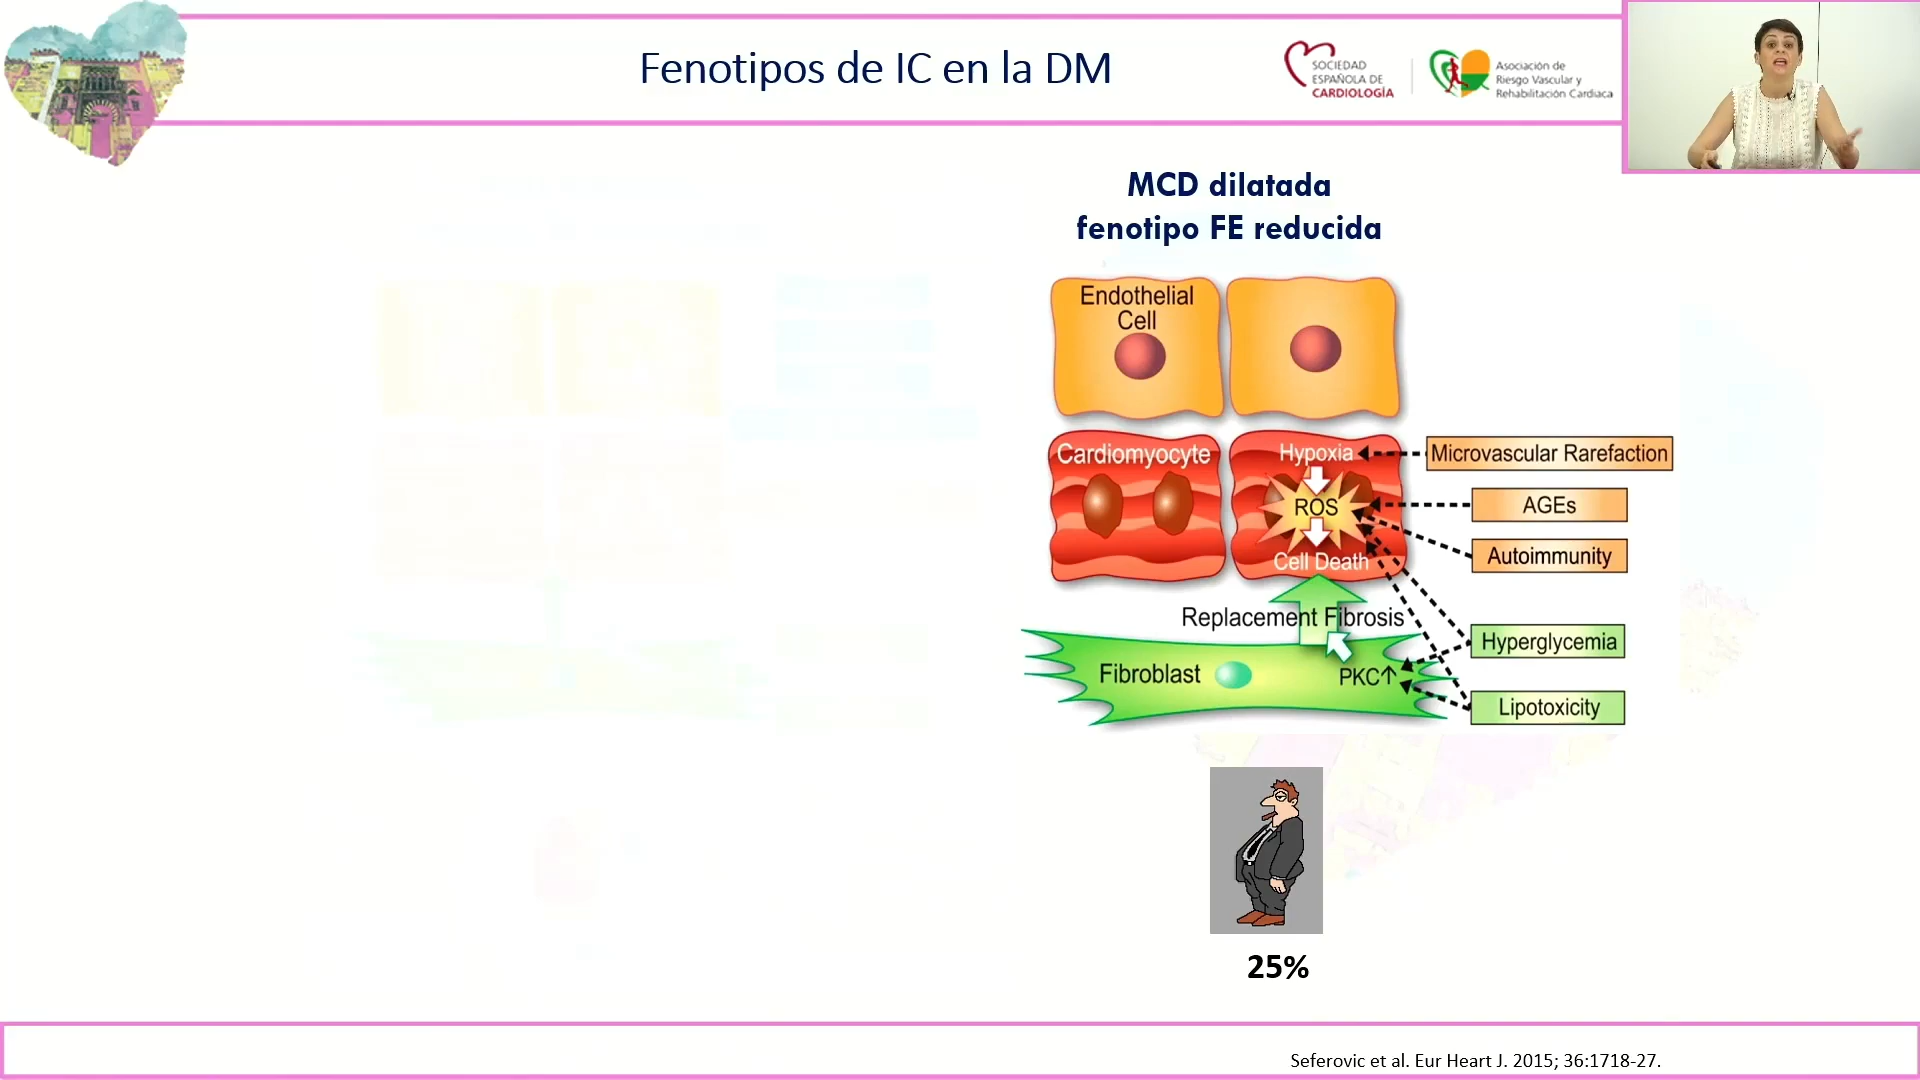 Fenotipos de IC en la DM
SOCIEDAD
ESPAÑOLA DE
CARDIOLOGÍA
Asociación de
Riesgo Vascular y
Rehabilitación Cardiaca
MCD dilatada
fenotipo FE reducida
Endothelial
Cell
Cardiomyocyte
Hypoxia
ROS
Cell Death
Microvascular Rarefaction
AGEs
Autoimmunity
Replacement Fibrosis
Fibroblast
PKC↑
Hyperglycemia
Lipotoxicity
25%
Seferovic et al. Eur Heart J. 2015; 36:1718-27.